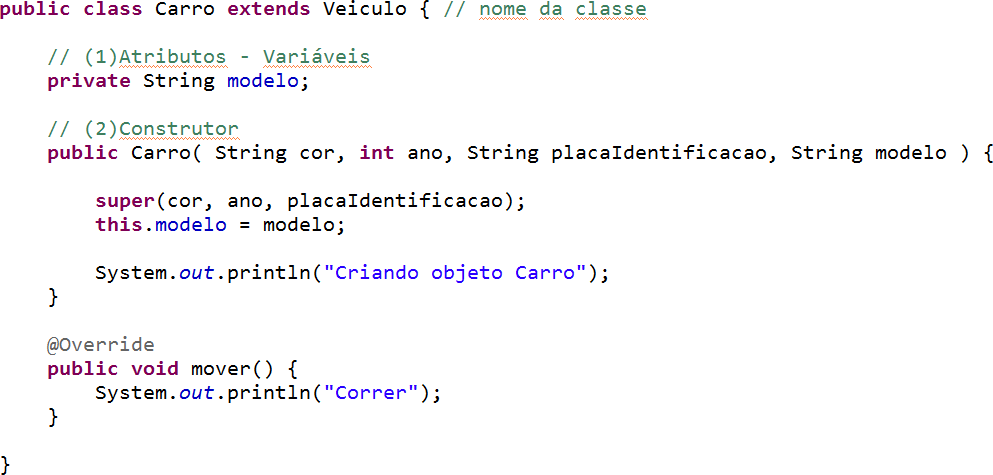 public class Carro extends Veiculo { // nome da classe
// (1)Atributos - Variáveis
private String modelo;
// (2)Construtor
public Carro( String cor, int ano, String placaIdentificacao, String modelo ) {
super(cor, ano, placaIdentificacao);
this.modelo = modelo;
System.out.println("Criando objeto Carro");
}
@Override
public void mover() {
System.out.println("Correr");
}
}